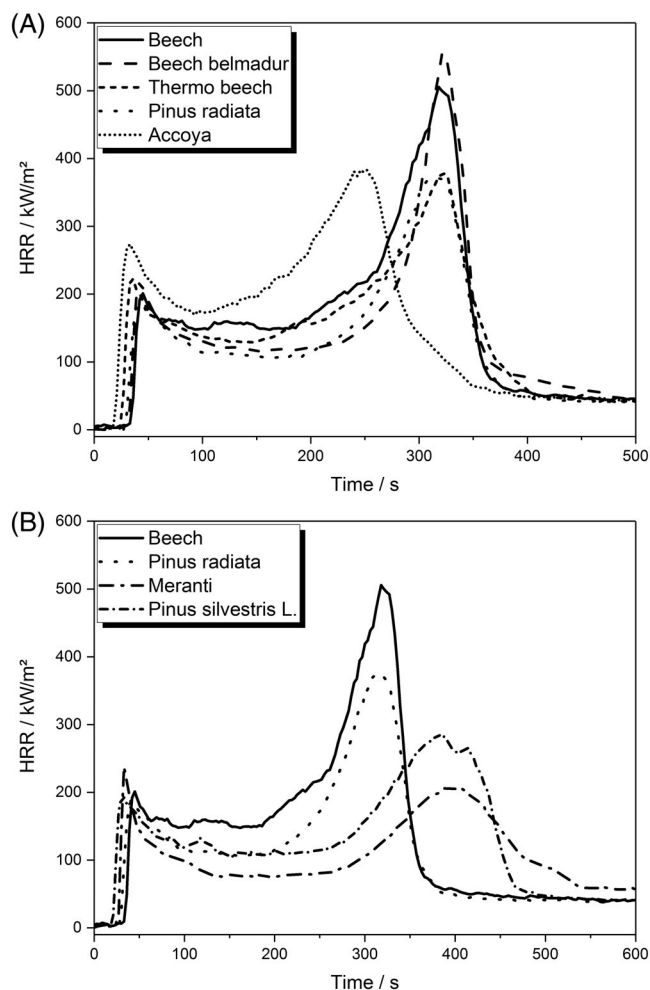 (A)
600
500
400
300
200
100
0
HRR / kW/m²
Beech
Beech belmadur
Thermo beech
Pinus radiata
Accoya
0 100 200 300 400 500
Time / s
(B)
600
500
400
300
200
100
0
HRR / kW/m²
Beech
Pinus radiata
Meranti
Pinus silvestris L.
0 100 200 300 400 500 600
Time / s